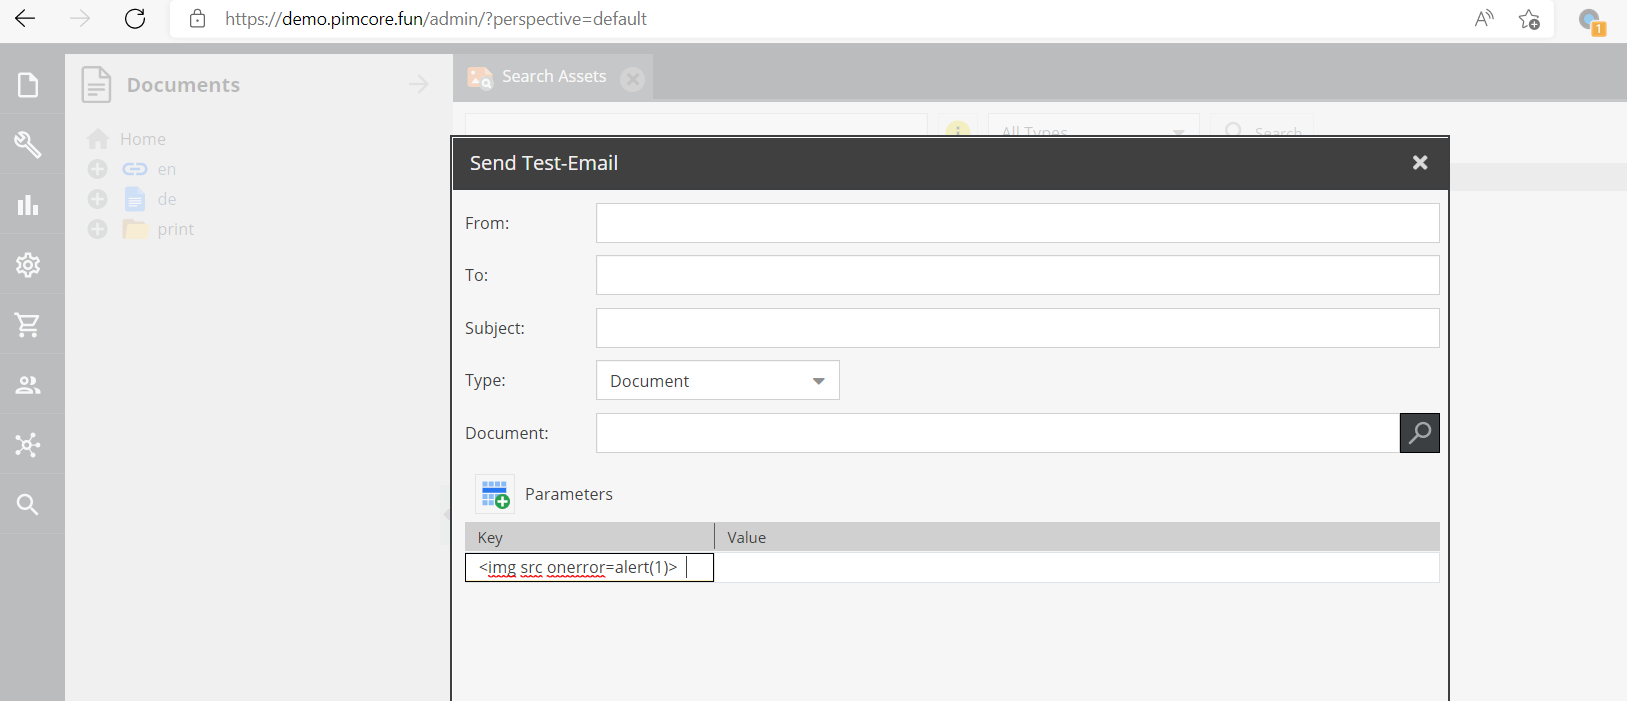 https://demo.pimcore.fun/admin/?perspective=default
1
Documents
Search Assets
Home
en
de
print
All Types
Search
Send Test-Email
From:
To:
Subject:
Type:
Document
Document:
Parameters
Key
Value
<img src onerror=alert(1)>